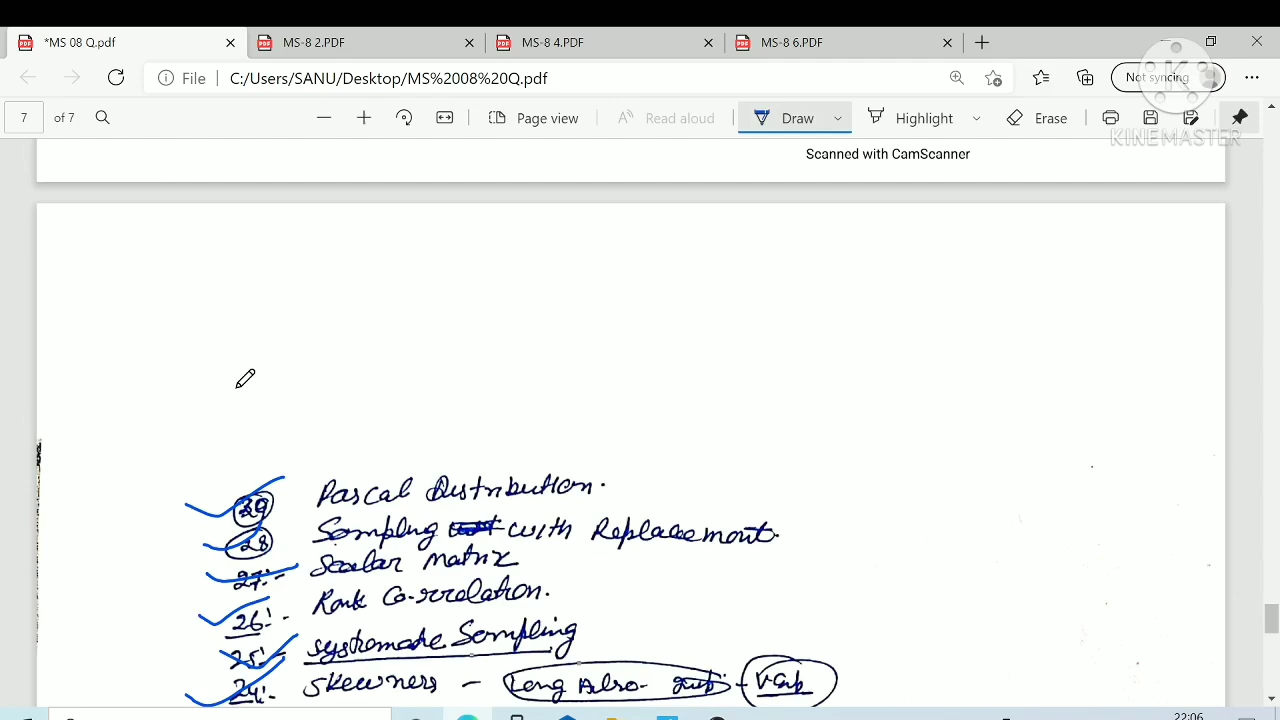 *MS 08 Q.pdf
MS-8 2.PDF
MS-8 4.PDF
MS-8 6.PDF
File
C:/Users/SANU/Desktop/MS%2008%20Q.pdf
Not syncing
7 of 7
Page view
Read aloud
Draw
Highlight
Erase
KINEMASTER
Scanned with CamScanner
29 Pascal Distribution.
28 Sampling with Replacement.
27:- Scalar matrix
26:- Rank Co-rrelation.
25:- systematic Sampling
24:- Skewness - Long Also
22:06